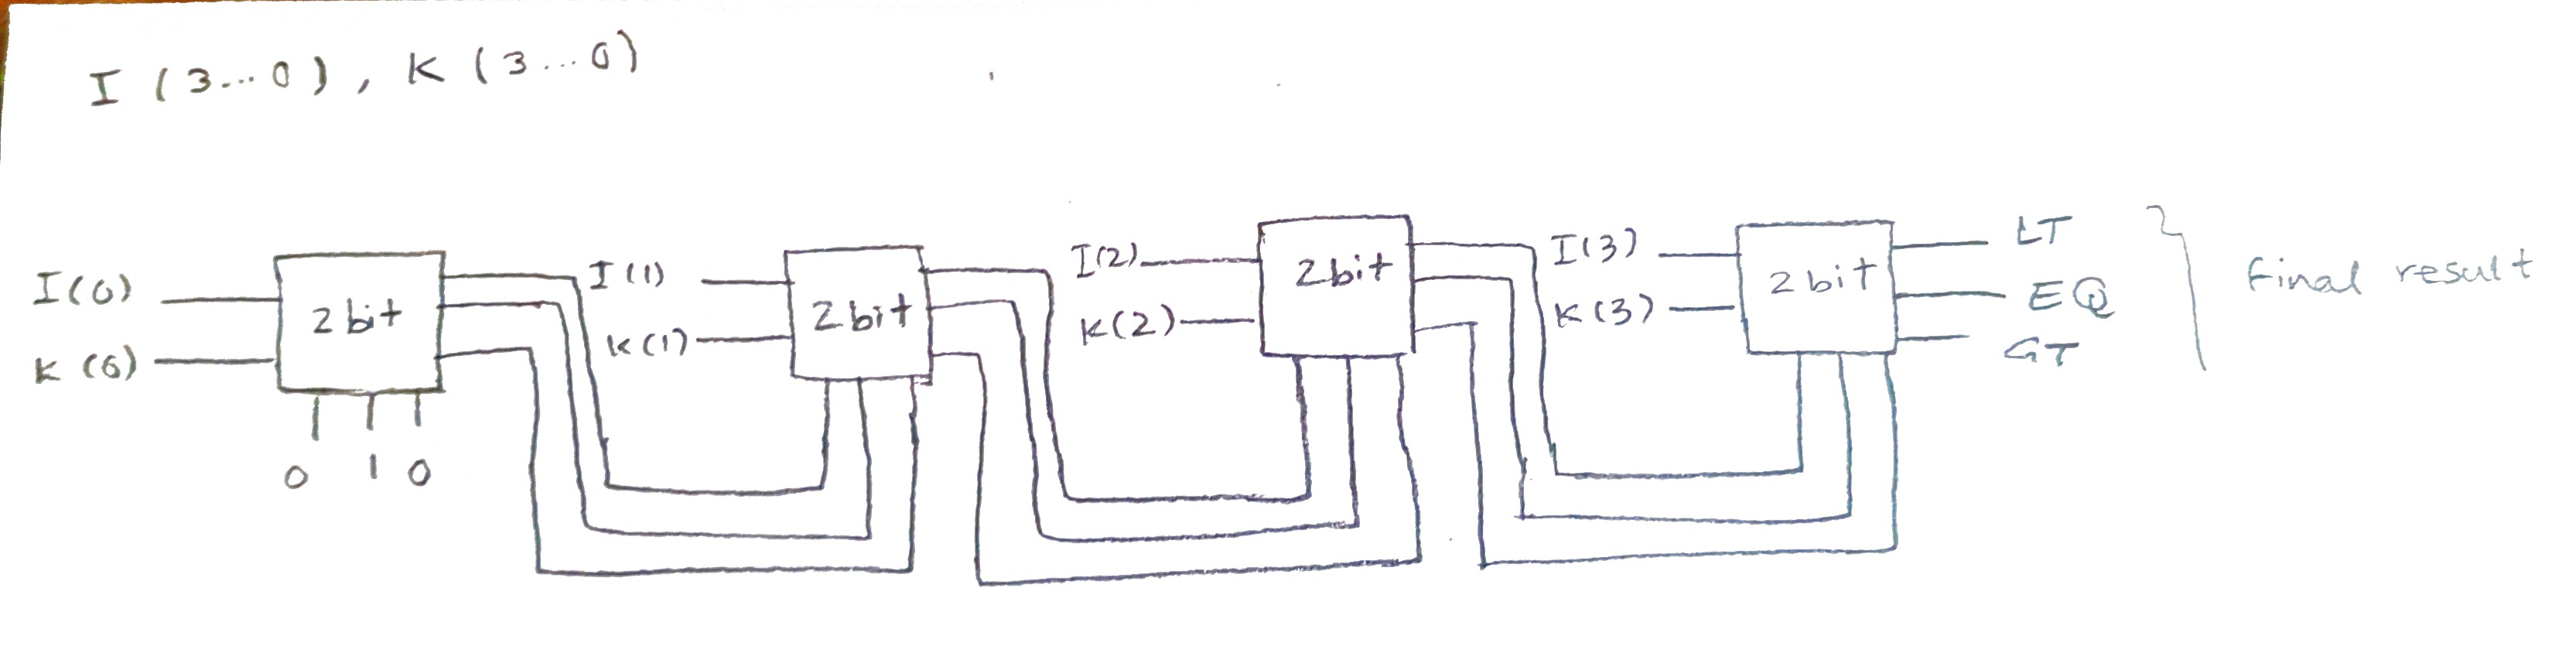 I (3...0), K (3...0)
I(0)
K (0)
2 bit
0 1 0
I (1)
K (1)
2 bit
I(2)
K(2)
2 bit
I(3)
K (3)
2 bit
LT
EQ
GT
Final result